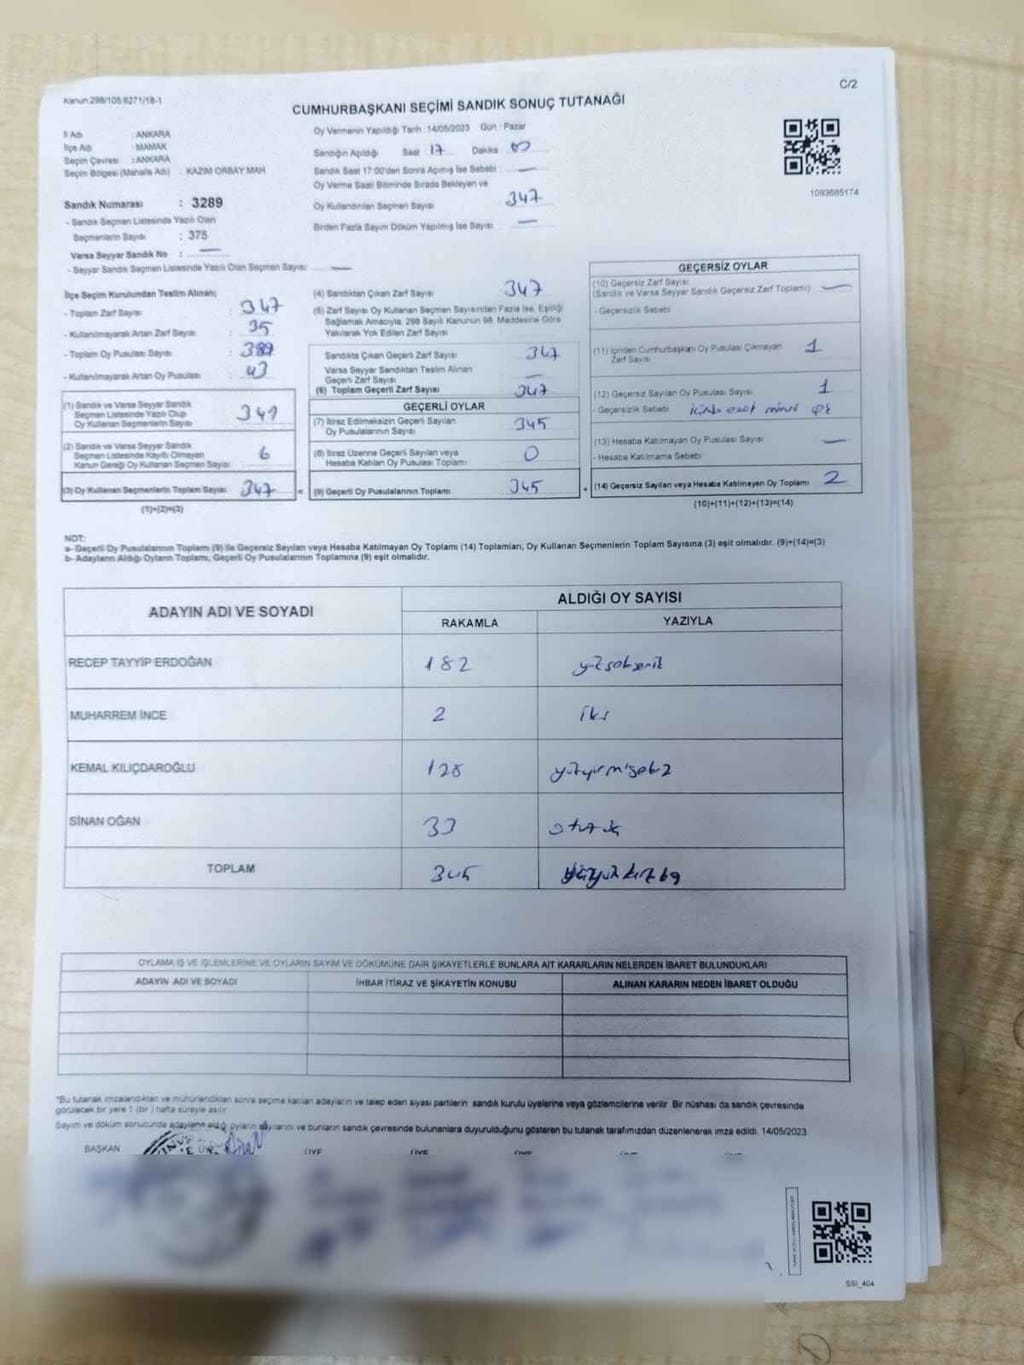 Kanun:298/105;6271/18-1
C/2
CUMHURBAŞKANI SEÇİMİ SANDIK SONUÇ TUTANAĞI
İl Adı : ANKARA
İlçe Adı : MAMAK
Seçim Çevresi : ANKARA
Seçim Bölgesi (Mahalle Adı) : KAZIM ORBAY MAH
Sandık Numarası : 3289
- Sandık Seçmen Listesinde Yazılı Olan
Seçmenlerin Sayısı : 375
Varsa Seyyar Sandık No : —
- Seyyar Sandık Seçmen Listesinde Yazılı Olan Seçmen Sayısı: —
Oy Vermenin Yapıldığı Tarih : 14/05/2023 Gün : Pazar
Sandığın Açıldığı Saat 17 Dakika 00
Sandık Saat 17:00'den Sonra Açılmış İse Sebebi : —
Oy Verme Saati Bitiminde Sırada Bekleyen ve
Oy Kullandırılan Seçmen Sayısı 347
Birden Fazla Sayım Döküm Yapılmış İse Sayısı : —
1093685174
İlçe Seçim Kurulundan Teslim Alınan;
- Toplam Zarf Sayısı : 347
- Kullanılmayarak Artan Zarf Sayısı : 35
- Toplam Oy Pusulası Sayısı : 389
- Kullanılmayarak Artan Oy Pusulası : 43
(1) Sandık ve Varsa Seyyar Sandık
Seçmen Listesinde Yazılı Olup
Oy Kullanan Seçmenlerin Sayısı : 341
(2) Sandık ve Varsa Seyyar Sandık
Seçmen Listesinde Kayıtlı Olmayan
Kanun Gereği Oy Kullanan Seçmen Sayısı : 6
(3) Oy Kullanan Seçmenlerin Toplam Sayısı : 347 =
(1)+(2)=(3)
(4) Sandıktan Çıkan Zarf Sayısı 347
(5) Zarf Sayısı Oy Kullanan Seçmen Sayısından Fazla İse, Eşitliği
Sağlamak Amacıyla, 298 Sayılı Kanunun 98. Maddesine Göre
Yakılarak Yok Edilen Zarf Sayısı
Sandıkta Çıkan Geçerli Zarf Sayısı : 347
Varsa Seyyar Sandıktan Teslim Alınan
Geçerli Zarf Sayısı : —
(6) Toplam Geçerli Zarf Sayısı : 347
GEÇERLİ OYLAR
(7) İtiraz Edilmeksizin Geçerli Sayılan
Oy Pusulalarının Sayısı : 345
(8) İtiraz Üzerine Geçerli Sayılan veya
Hesaba Katılan Oy Pusulası Toplamı : 0
(9) Geçerli Oy Pusulalarının Toplamı : 345 +
GEÇERSİZ OYLAR
(10) Geçersiz Zarf Sayısı
(Sandık ve Varsa Seyyar Sandık Geçersiz Zarf Toplamı) : —
- Geçersizlik Sebebi
(11) İçinden Cumhurbaşkanı Oy Pusulası Çıkmayan
Zarf Sayısı : 1
(12) Geçersiz Sayılan Oy Pusulası Sayısı : 1
- Geçersizlik Sebebi
(13) Hesaba Katılmayan Oy Pusulası Sayısı : —
- Hesaba Katılmama Sebebi
(14) Geçersiz Sayılan veya Hesaba Katılmayan Oy Toplamı : 2
(10)+(11)+(12)+(13)=(14)
NOT:
a- Geçerli Oy Pusulalarının Toplamı (9) ile Geçersiz Sayılan veya Hesaba Katılmayan Oy Toplamı (14) Toplamları, Oy Kullanan Seçmenlerin Toplam Sayısına (3) eşit olmalıdır. (9)+(14)=(3)
b- Adayların Aldığı Oyların Toplamı, Geçerli Oy Pusulalarının Toplamına (9) eşit olmalıdır.
ADAYIN ADI VE SOYADI
ALDIĞI OY SAYISI
RAKAMLA YAZIYLA
RECEP TAYYİP ERDOĞAN 182 yüzseksenik
MUHARREM İNCE 2 iki
KEMAL KILIÇDAROĞLU 128 yüzyirmisekiz
SİNAN OĞAN 33
TOPLAM 345
OYLAMA İŞ VE İŞLEMLERİNE VE OYLARIN SAYIM VE DÖKÜMÜNE DAİR ŞİKAYETLERLE BUNLARA AİT KARARLARIN NELERDEN İBARET BULUNDUKLARI
ADAYIN ADI VE SOYADI İHBAR İTİRAZ VE ŞİKAYETİN KONUSU ALINAN KARARIN NEDEN İBARET OLDUĞU
*Bu tutanak imzalandıktan ve mühürlendikten sonra seçime katılan adayların ve talep eden siyasi partilerin sandık kurulu üyelerine veya gözlemcilerine verilir. Bir nüshası da sandık çevresinde
görülecek bir yere 1 (bir) hafta süreyle asılır.
Sayım ve döküm sonucunda adayların aldığı oyların sayılarını ve bunların sandık çevresinde bulunanlara duyurulduğunu gösteren bu tutanak tarafımızdan düzenlenerek imza edildi. 14/05/2023
BAŞKAN ÜYE ÜYE ÜYE
SSI_404